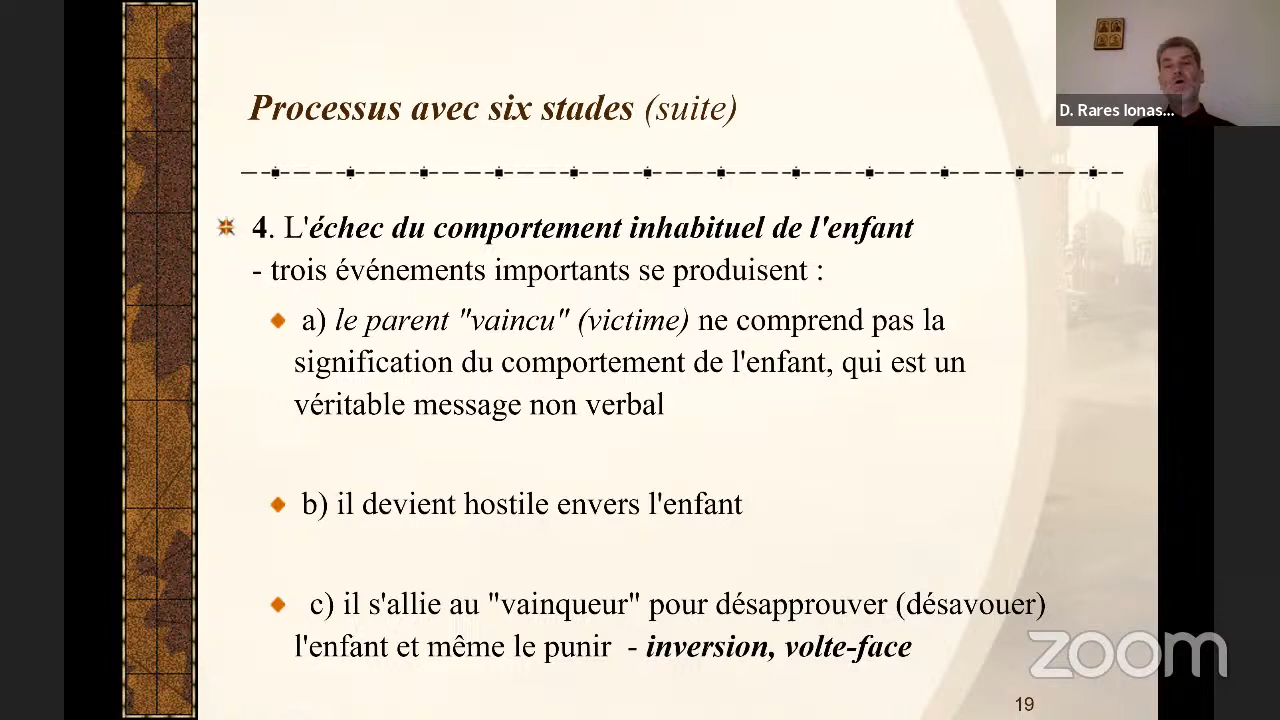 D. Rares Ionas...
Processus avec six stades (suite)
4. L'échec du comportement inhabituel de l'enfant
- trois événements importants se produisent :
a) le parent "vaincu" (victime) ne comprend pas la
signification du comportement de l'enfant, qui est un
véritable message non verbal
b) il devient hostile envers l'enfant
c) il s'allie au "vainqueur" pour désapprouver (désavouer)
l'enfant et même le punir - inversion, volte-face
zoom
19